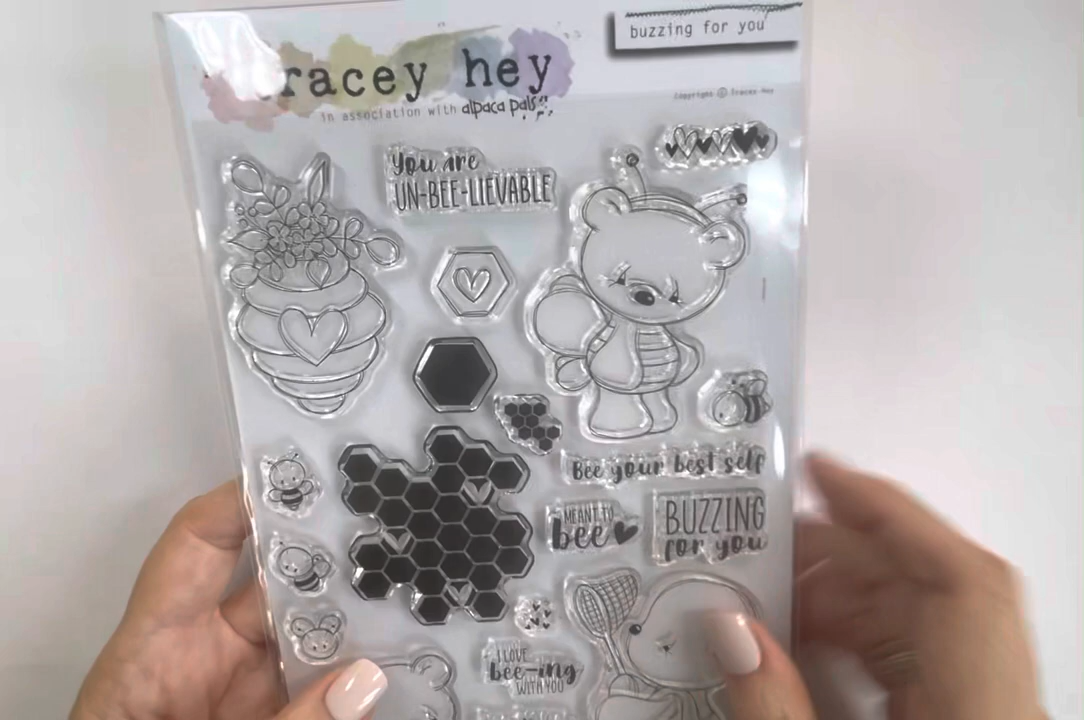 buzzing for you
tracey hey
in association with alpaca pals
Copyright © Tracey Hey
You are
UN-BEE-LIEVABLE
Bee your best self
MEANT TO
bee
BUZZING
for you
I LOVE
bee-ing
WITH YOU